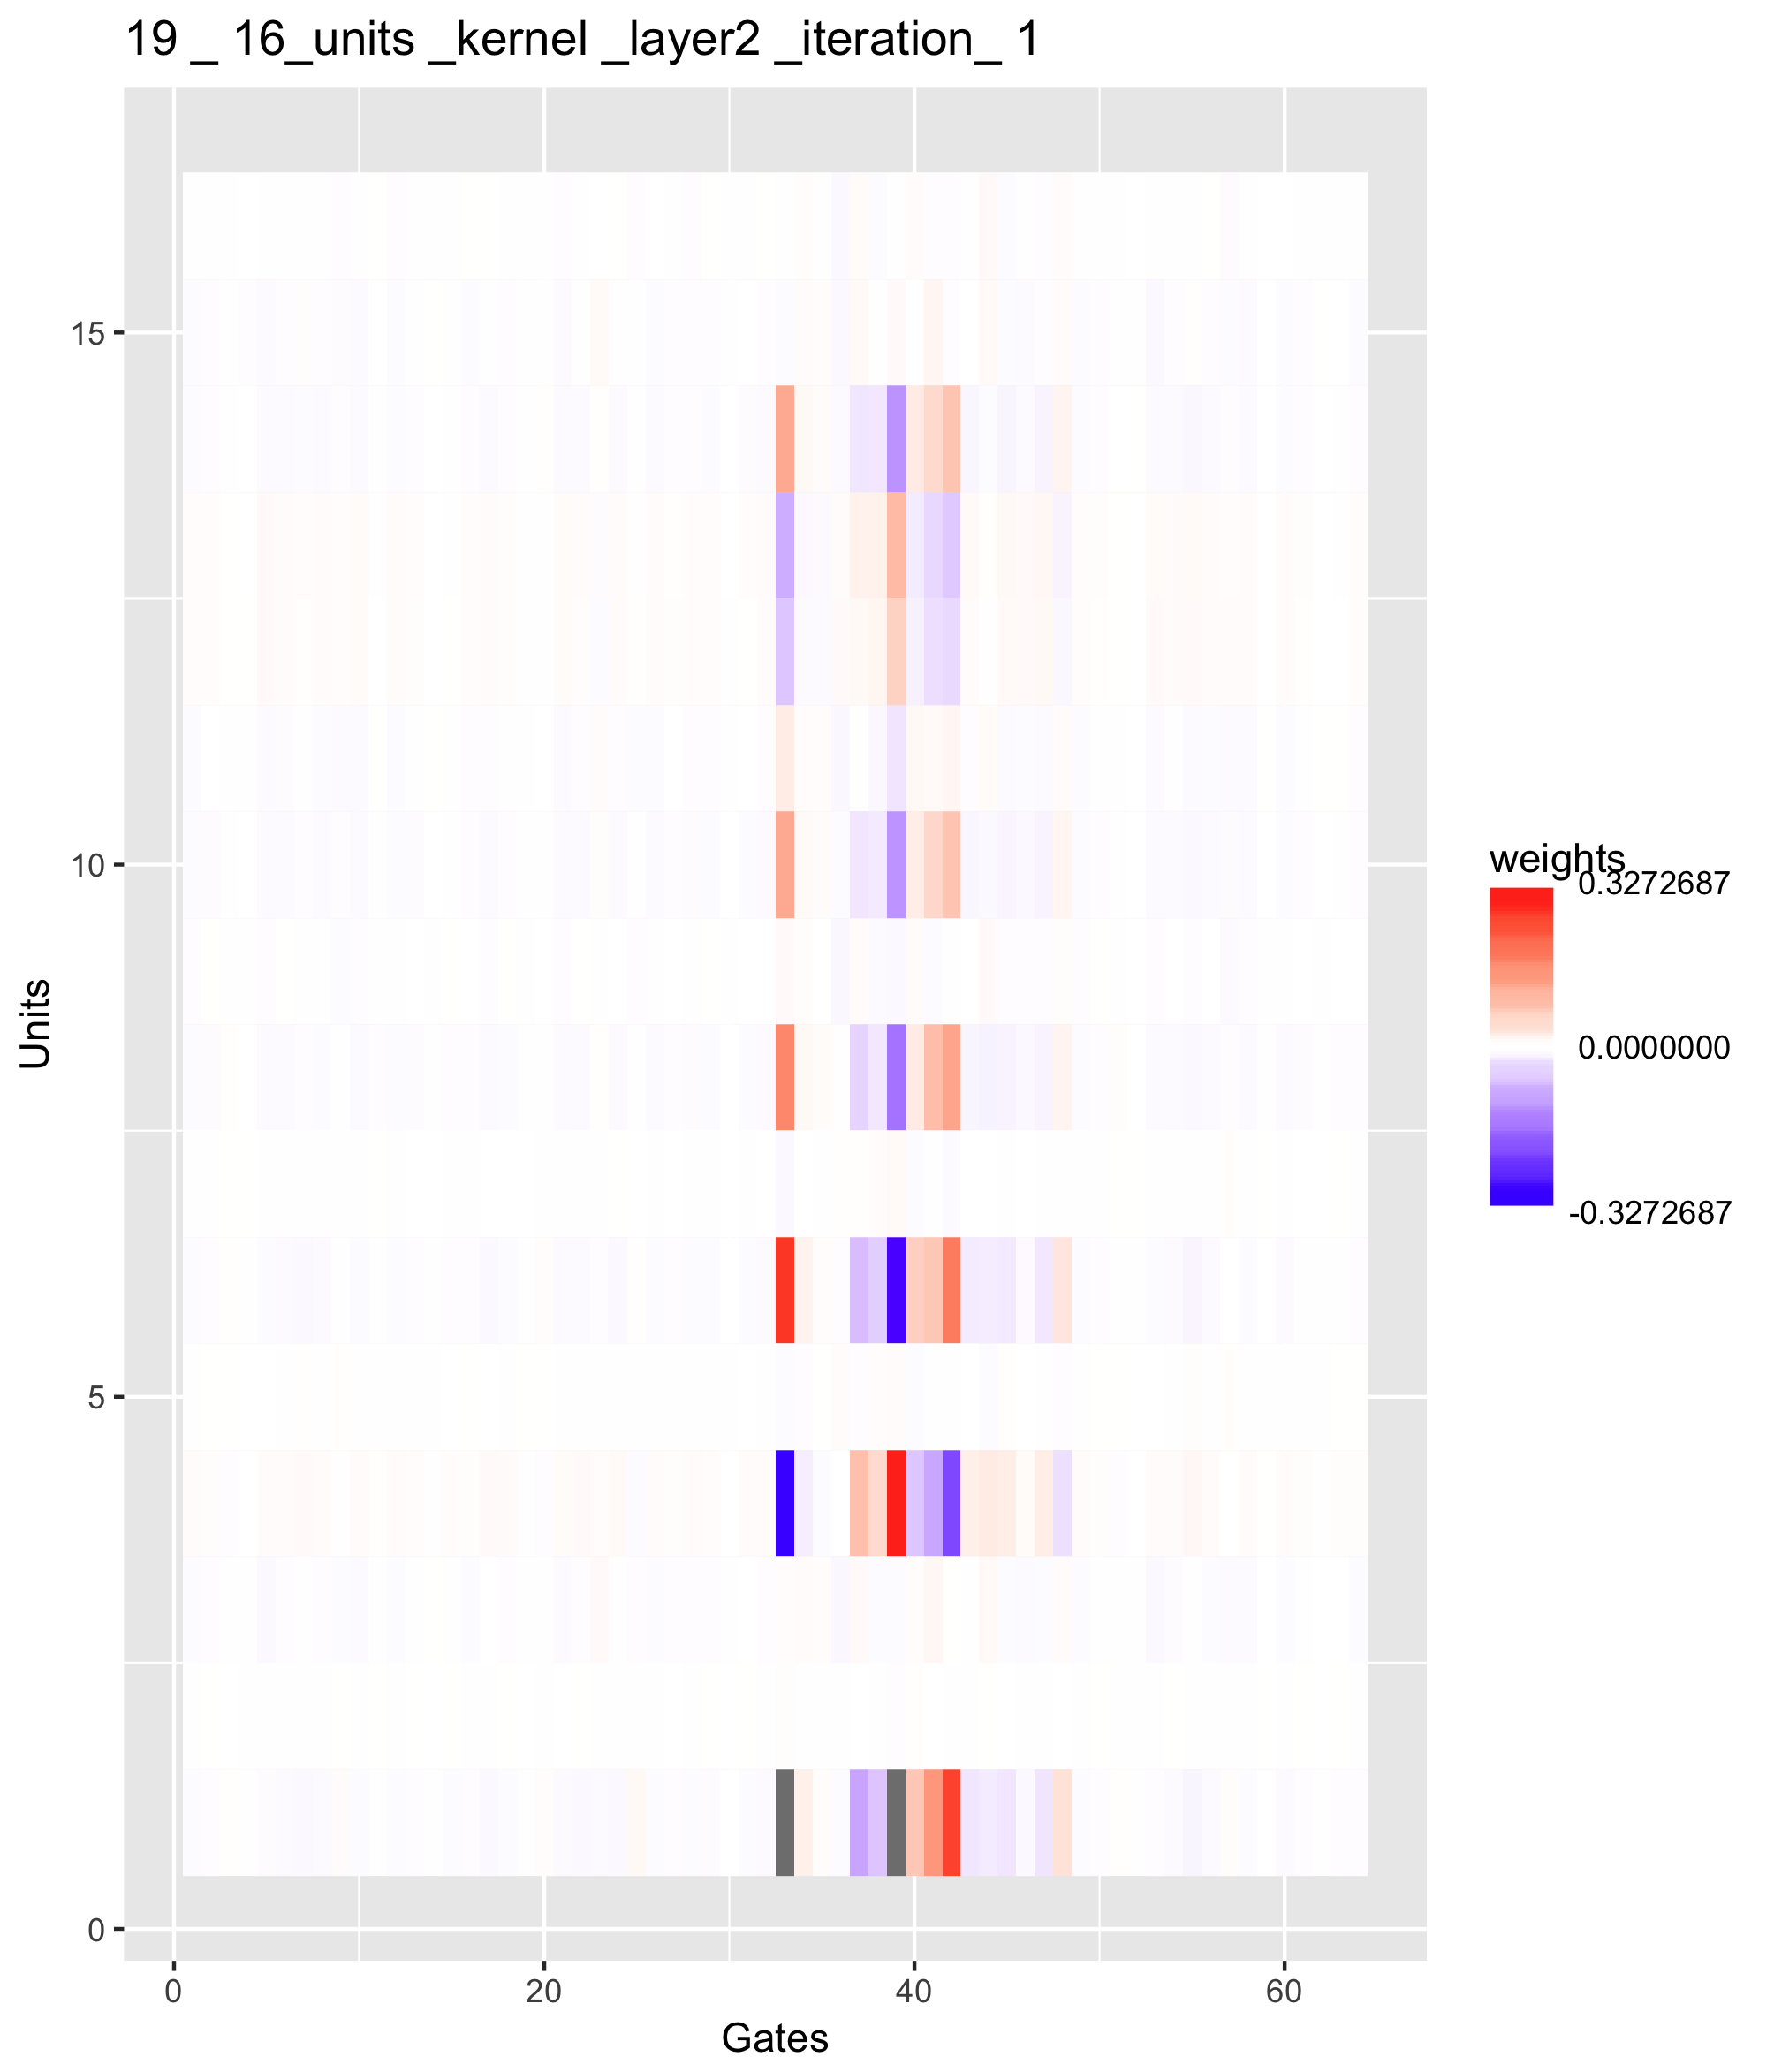 19 _ 16_units _kernel _layer2 _iteration_ 1
15
10
5
0
Units
0 20 40 60
Gates
weights
0.3272687
0.0000000
-0.3272687